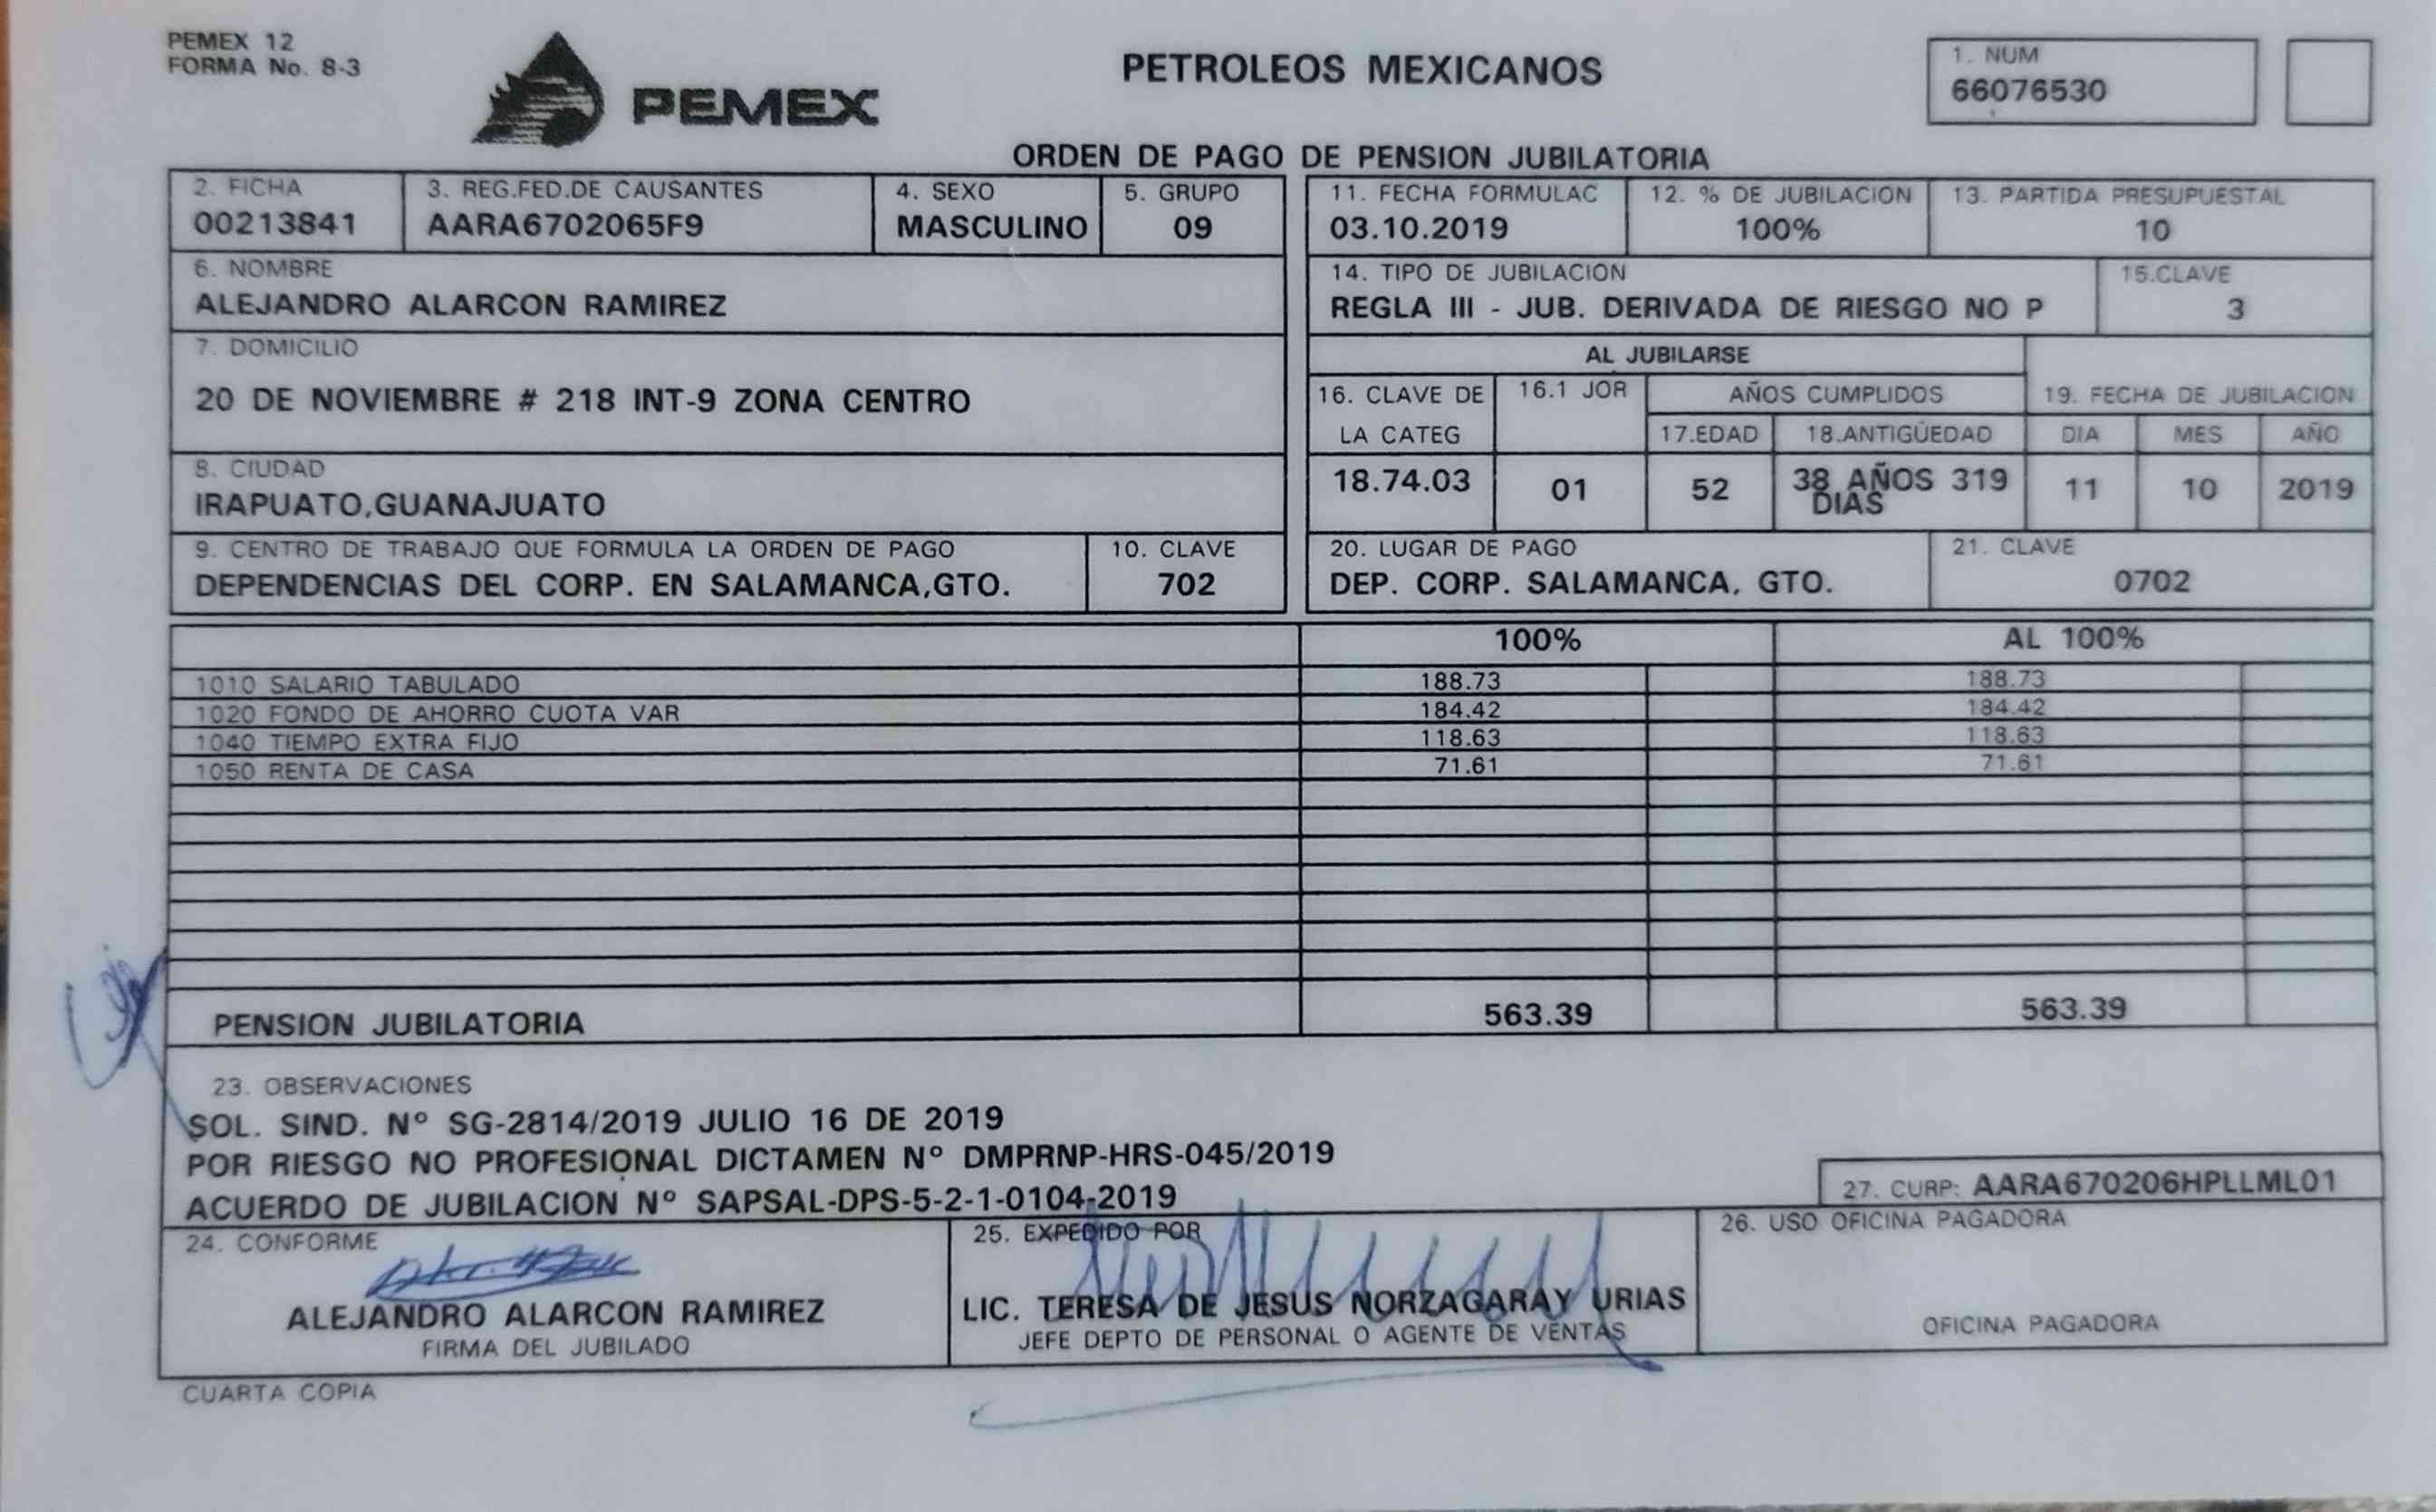 PEMEX 12
FORMA No. 8-3
PEMEX
PETROLEOS MEXICANOS
1. NUM
66076530
ORDEN DE PAGO DE PENSION JUBILATORIA
2. FICHA 3. REG.FED.DE CAUSANTES 4. SEXO 5. GRUPO
00213841 AARA6702065F9 MASCULINO 09
6. NOMBRE
ALEJANDRO ALARCON RAMIREZ
7. DOMICILIO
20 DE NOVIEMBRE # 218 INT-9 ZONA CENTRO
8. CIUDAD
IRAPUATO,GUANAJUATO
9. CENTRO DE TRABAJO QUE FORMULA LA ORDEN DE PAGO 10. CLAVE
DEPENDENCIAS DEL CORP. EN SALAMANCA,GTO. 702
11. FECHA FORMULAC 12. % DE JUBILACION 13. PARTIDA PRESUPUESTAL
03.10.2019 100% 10
14. TIPO DE JUBILACION 15.CLAVE
REGLA III - JUB. DERIVADA DE RIESGO NO P 3
AL JUBILARSE
16. CLAVE DE 16.1 JOR AÑOS CUMPLIDOS 19. FECHA DE JUBILACION
LA CATEG 17.EDAD 18.ANTIGÜEDAD DIA MES AÑO
18.74.03 01 52 38 AÑOS 319 11 10 2019
DIAS
20. LUGAR DE PAGO 21. CLAVE
DEP. CORP. SALAMANCA, GTO. 0702
100% AL 100%
1010 SALARIO TABULADO 188.73 188.73
1020 FONDO DE AHORRO CUOTA VAR 184.42 184.42
1040 TIEMPO EXTRA FIJO 118.63 118.63
1050 RENTA DE CASA 71.61 71.61
PENSION JUBILATORIA 563.39 563.39
23. OBSERVACIONES
SOL. SIND. Nº SG-2814/2019 JULIO 16 DE 2019
POR RIESGO NO PROFESIONAL DICTAMEN Nº DMPRNP-HRS-045/2019
ACUERDO DE JUBILACION Nº SAPSAL-DPS-5-2-1-0104-2019
27. CURP: AARA670206HPLLML01
24. CONFORME
ALEJANDRO ALARCON RAMIREZ
FIRMA DEL JUBILADO
25. EXPEDIDO POR
LIC. TERESA DE JESUS NORZAGARAY URIAS
JEFE DEPTO DE PERSONAL O AGENTE DE VENTAS
26. USO OFICINA PAGADORA
OFICINA PAGADORA
CUARTA COPIA